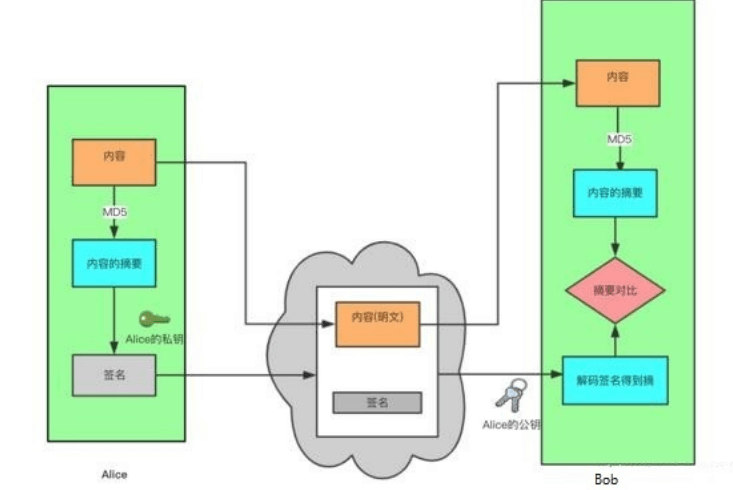 内容
MD5
内容的摘要
Alice的私钥
签名
Alice
内容(明文)
签名
Alice的公钥
内容
MD5
内容的摘要
摘要对比
解码签名得到摘
Bob